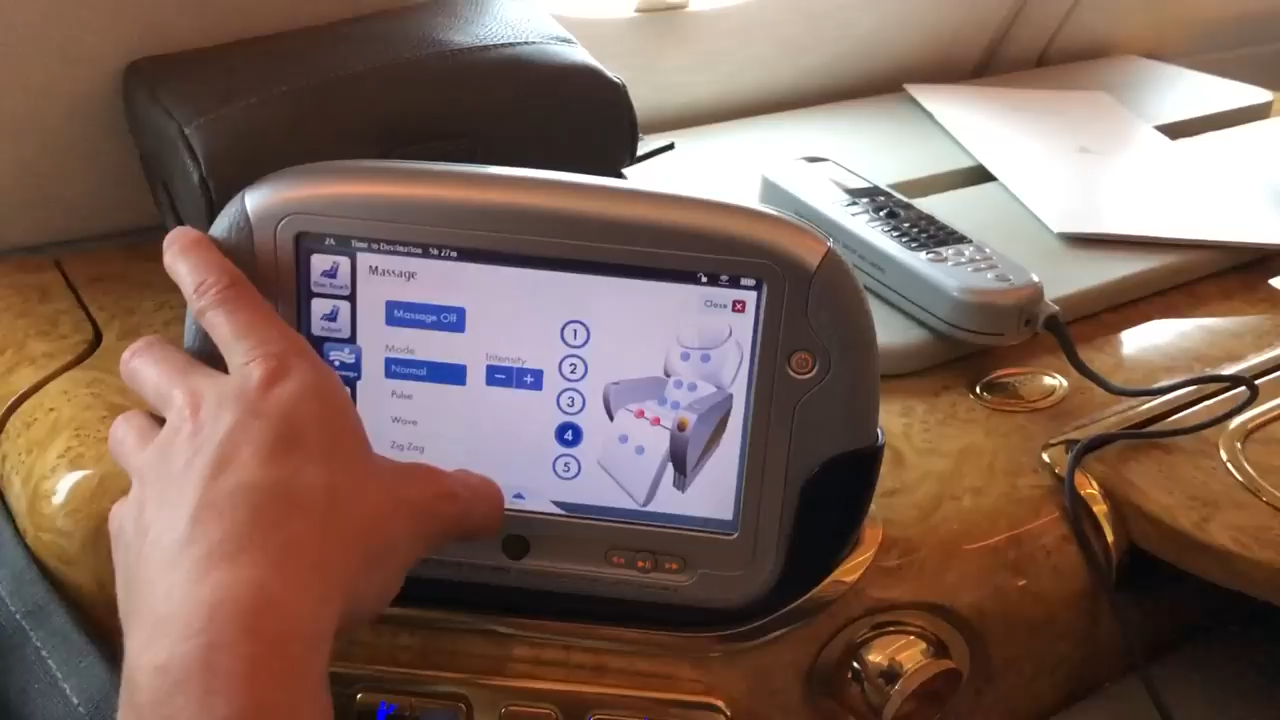 2A Time to Destination 5h 27m
Massage
Close
Massage Off
Adjust
Mode
Normal
Intensity
Pulse
Wave
Zig Zag
1
2
3
4
5